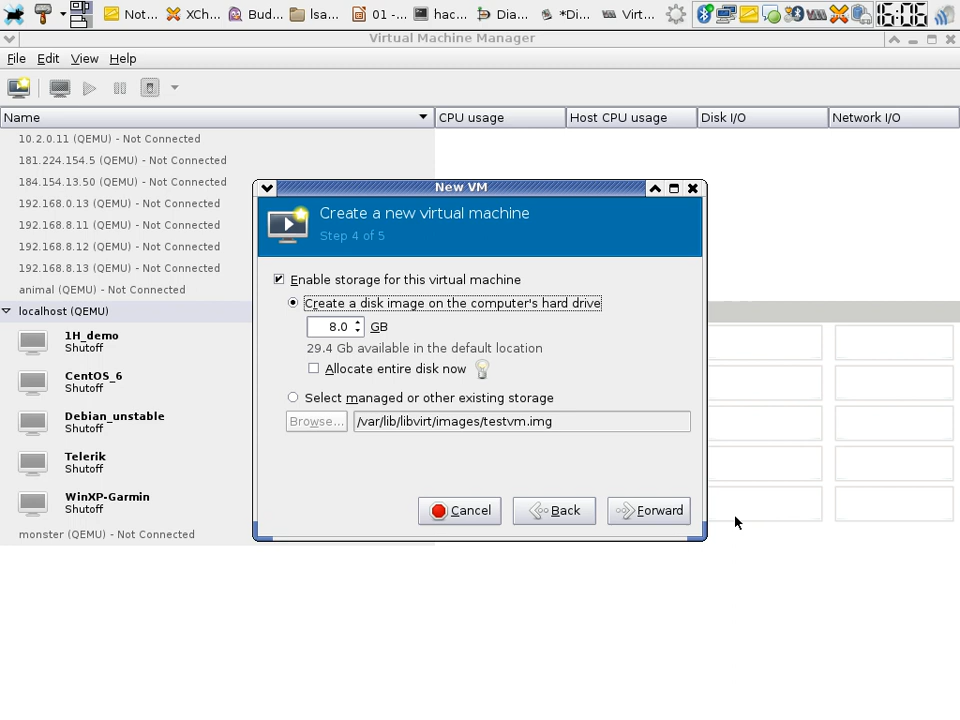 Not... XCh... Bud... lsa... 01 -... hac... Dia... *Di... Virt... 16:06
Virtual Machine Manager
File Edit View Help
Name CPU usage Host CPU usage Disk I/O Network I/O
10.2.0.11 (QEMU) - Not Connected
181.224.154.5 (QEMU) - Not Connected
184.154.13.50 (QEMU) - Not Connected
192.168.0.13 (QEMU) - Not Connected
192.168.8.11 (QEMU) - Not Connected
192.168.8.12 (QEMU) - Not Connected
192.168.8.13 (QEMU) - Not Connected
animal (QEMU) - Not Connected
localhost (QEMU)
1H_demo
Shutoff
CentOS_6
Shutoff
Debian_unstable
Shutoff
Telerik
Shutoff
WinXP-Garmin
Shutoff
monster (QEMU) - Not Connected
New VM
Create a new virtual machine
Step 4 of 5
Enable storage for this virtual machine
Create a disk image on the computer's hard drive
8.0 GB
29.4 Gb available in the default location
Allocate entire disk now
Select managed or other existing storage
Browse... /var/lib/libvirt/images/testvm.img
Cancel Back Forward